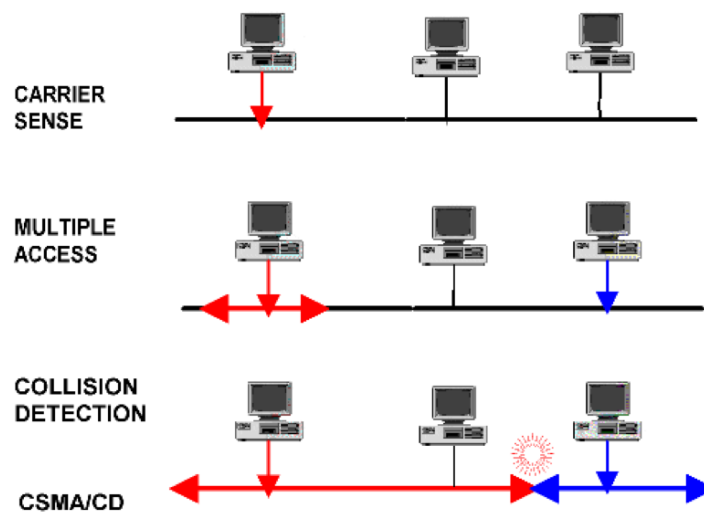 CARRIER
SENSE
MULTIPLE
ACCESS
COLLISION
DETECTION
CSMA/CD